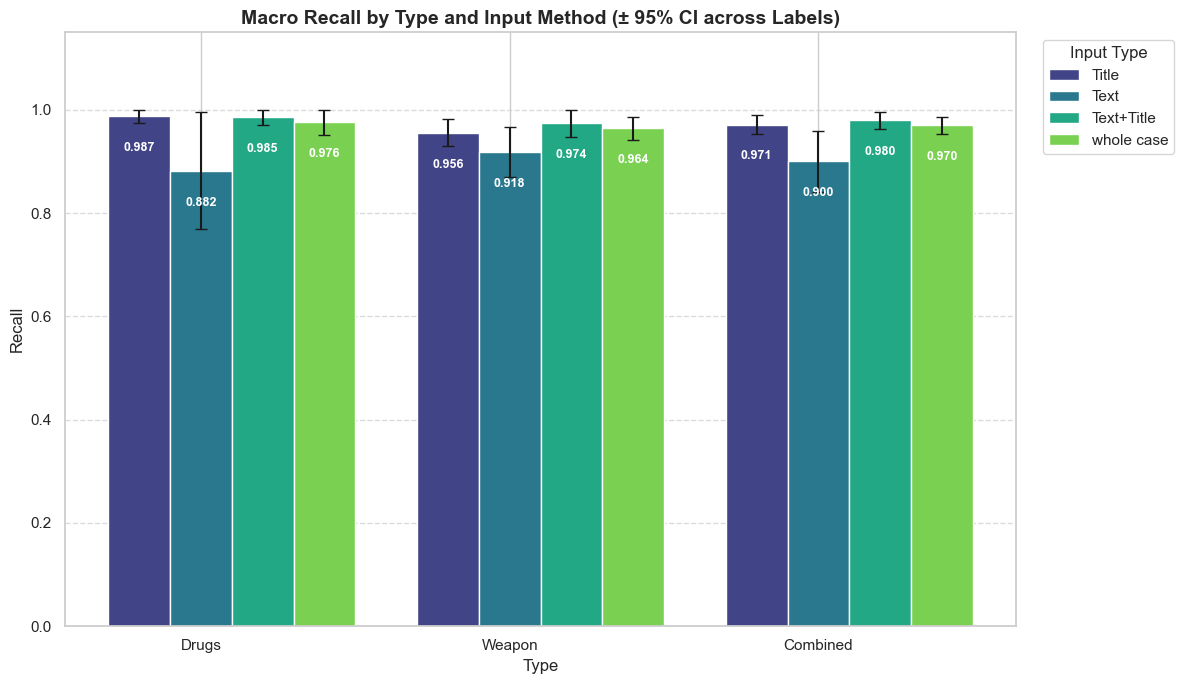 Macro Recall by Type and Input Method (± 95% CI across Labels)
Input Type
Title
Text
Text+Title
whole case
1.0
0.8
0.6
0.4
0.2
0.0
Recall
0.987
0.882
0.985
0.976
0.956
0.918
0.974
0.964
0.971
0.900
0.980
0.970
Drugs
Weapon
Combined
Type